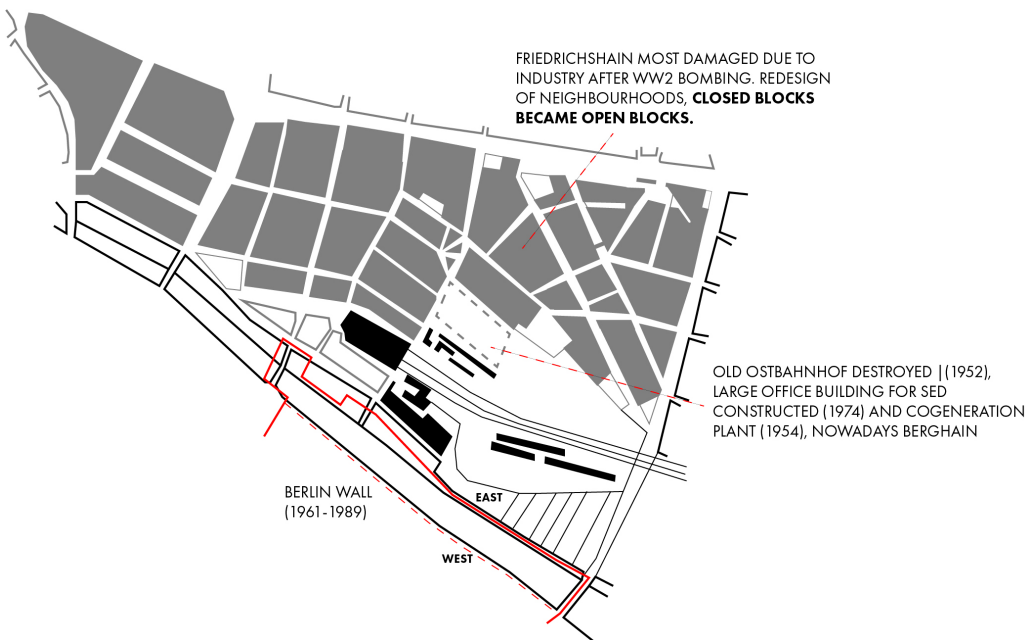 FRIEDRICHSHAIN MOST DAMAGED DUE TO
INDUSTRY AFTER WW2 BOMBING. REDESIGN
OF NEIGHBOURHOODS, CLOSED BLOCKS
BECAME OPEN BLOCKS.
OLD OSTBAHNHOF DESTROYED |(1952),
LARGE OFFICE BUILDING FOR SED
CONSTRUCTED (1974) AND COGENERATION
PLANT (1954), NOWADAYS BERGHAIN
BERLIN WALL
(1961-1989)
EAST
WEST